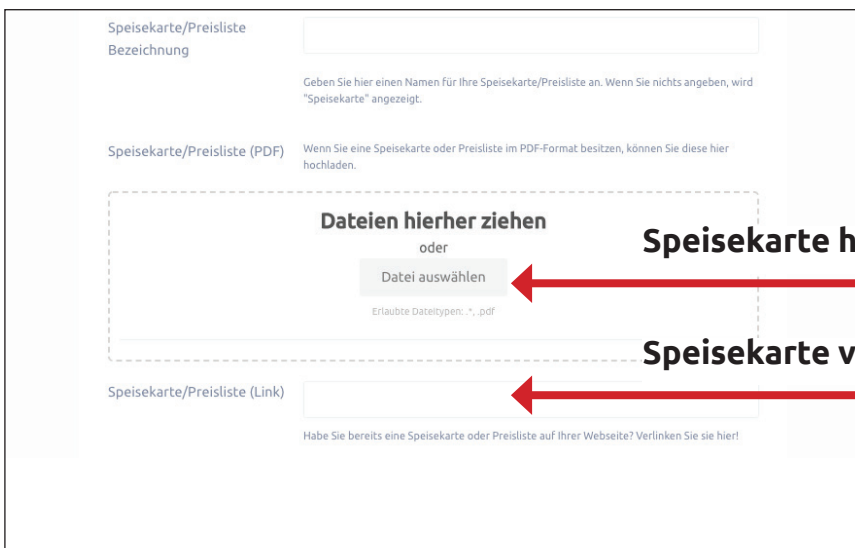 Speisekarte/Preisliste
Bezeichnung
Geben Sie hier einen Namen für Ihre Speisekarte/Preisliste an. Wenn Sie nichts angeben, wird
"Speisekarte" angezeigt.
Speisekarte/Preisliste (PDF)
Wenn Sie eine Speisekarte oder Preisliste im PDF-Format besitzen, können Sie diese hier
hochladen.
Dateien hierher ziehen
oder
Speisekarte h
Datei auswählen
Erlaubte Dateitypen: .*, .pdf
Speisekarte v
Speisekarte/Preisliste (Link)
Habe Sie bereits eine Speisekarte oder Preisliste auf Ihrer Webseite? Verlinken Sie sie hier!